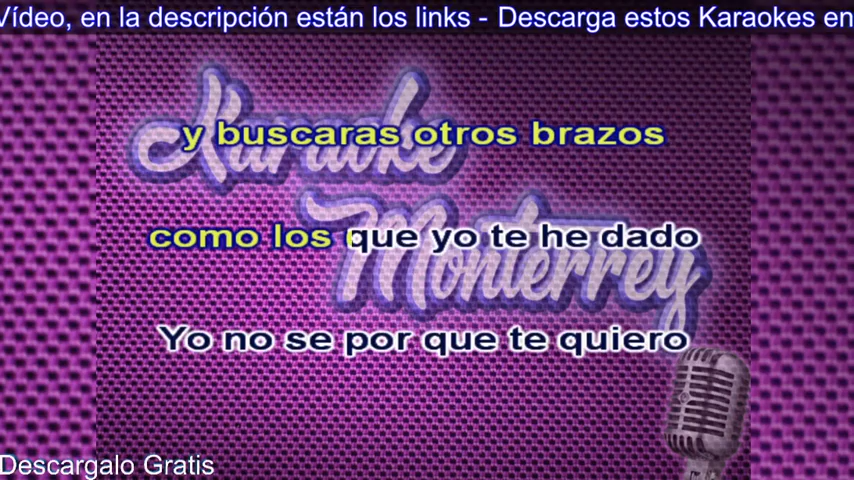 Vídeo, en la descripción están los links - Descarga estos Karaokes en
Karaoke
y buscaras otros brazos
Monterrey
como los que yo te he dado
Yo no se por que te quiero
Descargalo Gratis